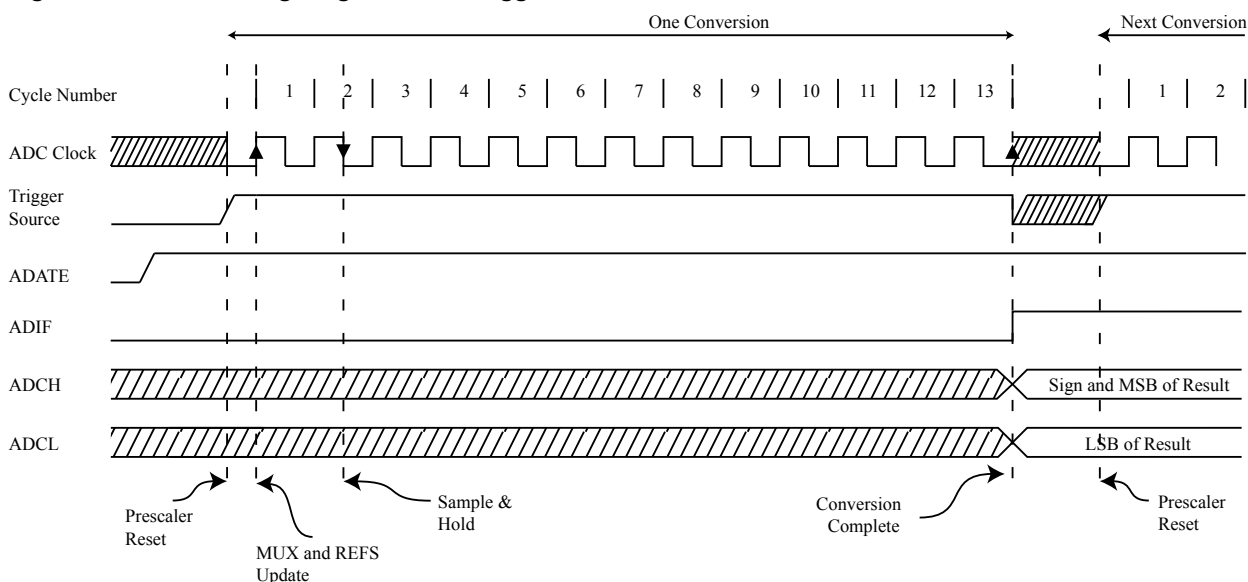 One Conversion
Next Conversion
Cycle Number
1 2 3 4 5 6 7 8 9 10 11 12 13 1 2
ADC Clock
Trigger
Source
ADATE
ADIF
ADCH
Sign and MSB of Result
ADCL
LSB of Result
Prescaler
Reset
MUX and REFS
Update
Sample &
Hold
Conversion
Complete
Prescaler
Reset